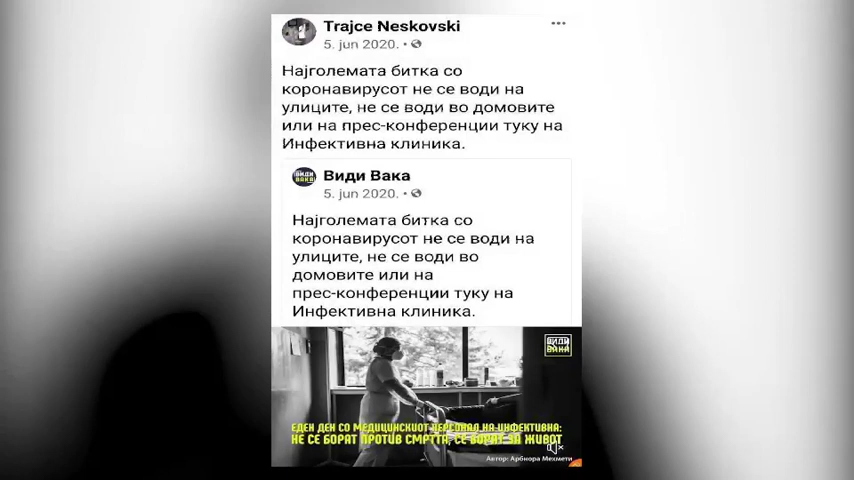 Trajce Neskovski
5. jun 2020. •
Најголемата битка со
коронавирусот не се води на
улиците, не се води во домовите
или на прес-конференции туку на
Инфективна клиника.
Види Вака
5. jun 2020. •
Најголемата битка со
коронавирусот не се води на
улиците, не се води во
домовите или на
прес-конференции туку на
Инфективна клиника.
ВИДИ
ВАКА
ЕДЕН ДЕН СО МЕДИЦИНСКИОТ ПЕРСОНАЛ НА ИНФЕКТИВНА:
НЕ СЕ БОРАТ ПРОТИВ СМРТТА, СЕ БОРАТ ЗА ЖИВОТ
Автор: Арбнора Мехмети